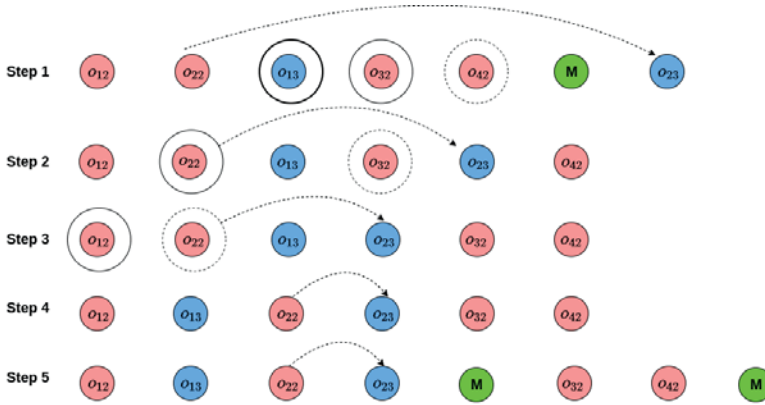 Step 1 o12 o22 o13 o32 o42 M o23
Step 2 o12 o22 o13 o32 o23 o42
Step 3 o12 o22 o13 o23 o32 o42
Step 4 o12 o13 o22 o23 o32 o42
Step 5 o12 o13 o22 o23 M o32 o42 M